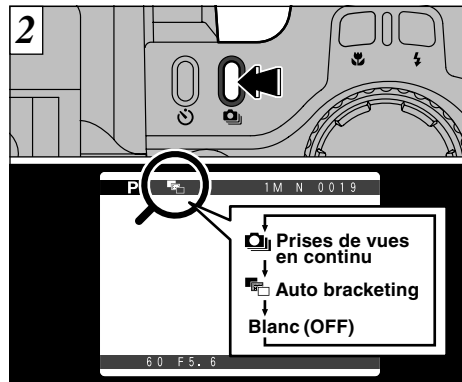 2
P 1M N 0019
Prises de vues
en continu
Auto bracketing
Blanc (OFF)
60 F5.6